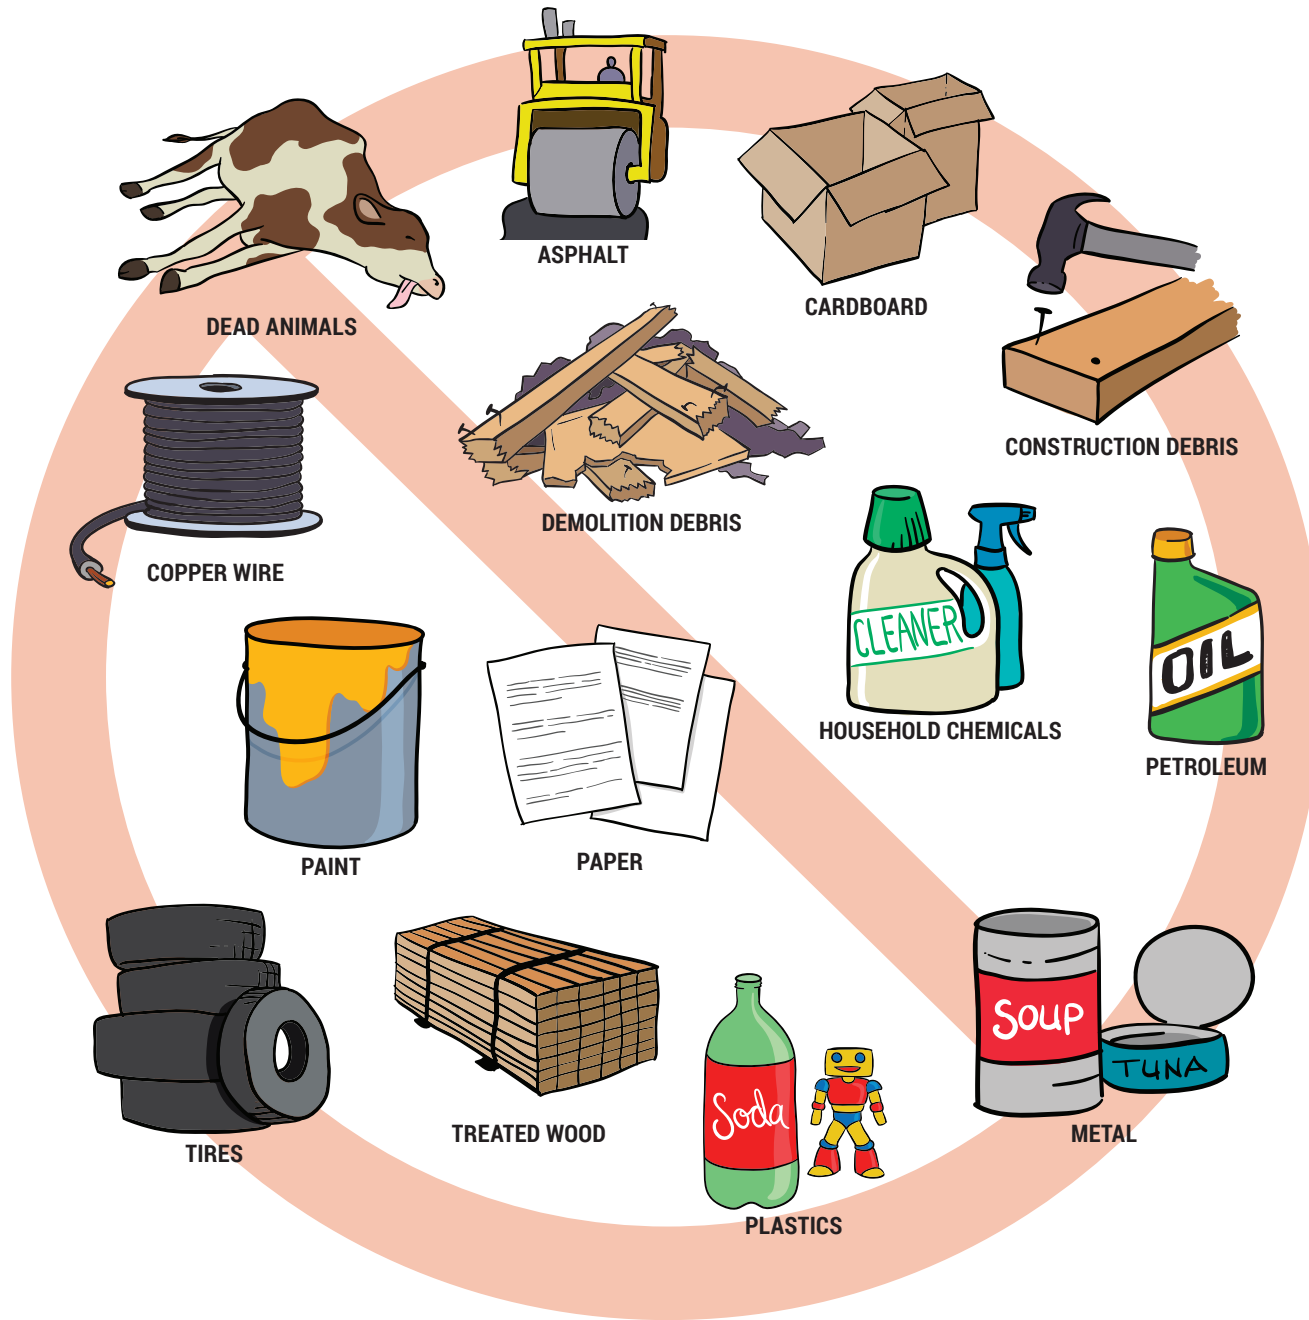 ASPHALT
CARDBOARD
DEAD ANIMALS
CONSTRUCTION DEBRIS
DEMOLITION DEBRIS
COPPER WIRE
CLEANER
HOUSEHOLD CHEMICALS
OIL
PETROLEUM
PAINT
PAPER
Soup
TUNA
METAL
TIRES
TREATED WOOD
Soda
PLASTICS